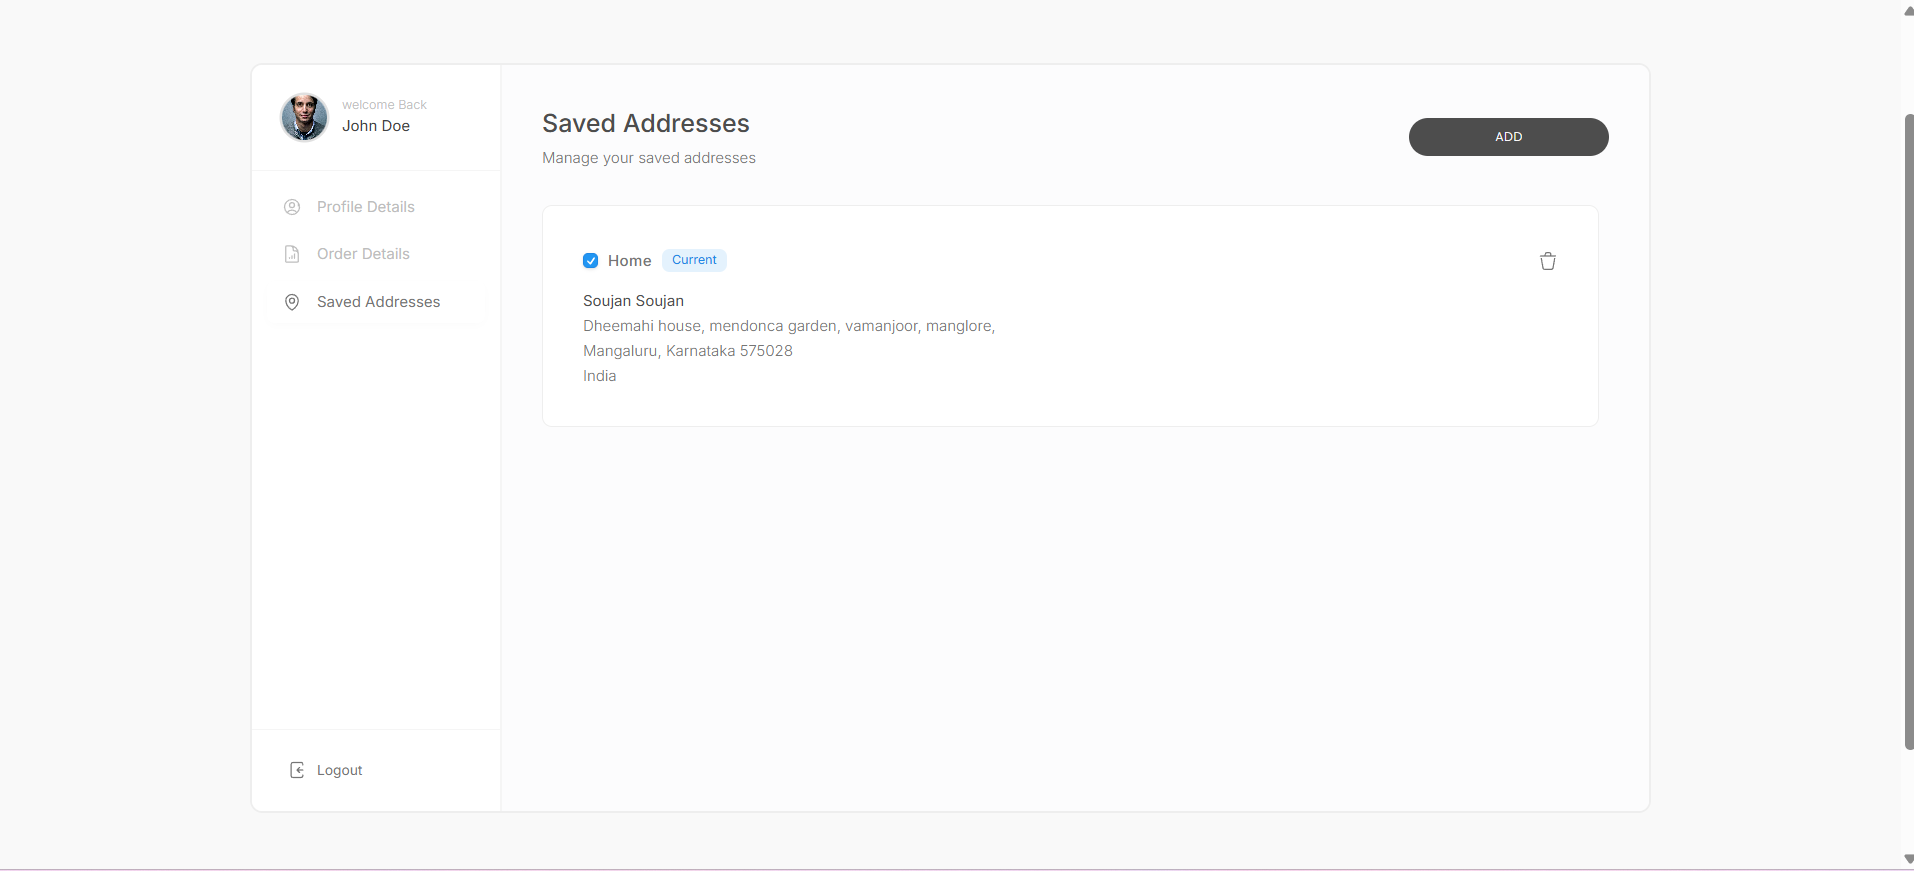 welcome Back
John Doe
Profile Details
Order Details
Saved Addresses
Logout
Saved Addresses
Manage your saved addresses
ADD
Home Current
Soujan Soujan
Dheemahi house, mendonca garden, vamanjoor, manglore,
Mangaluru, Karnataka 575028
India